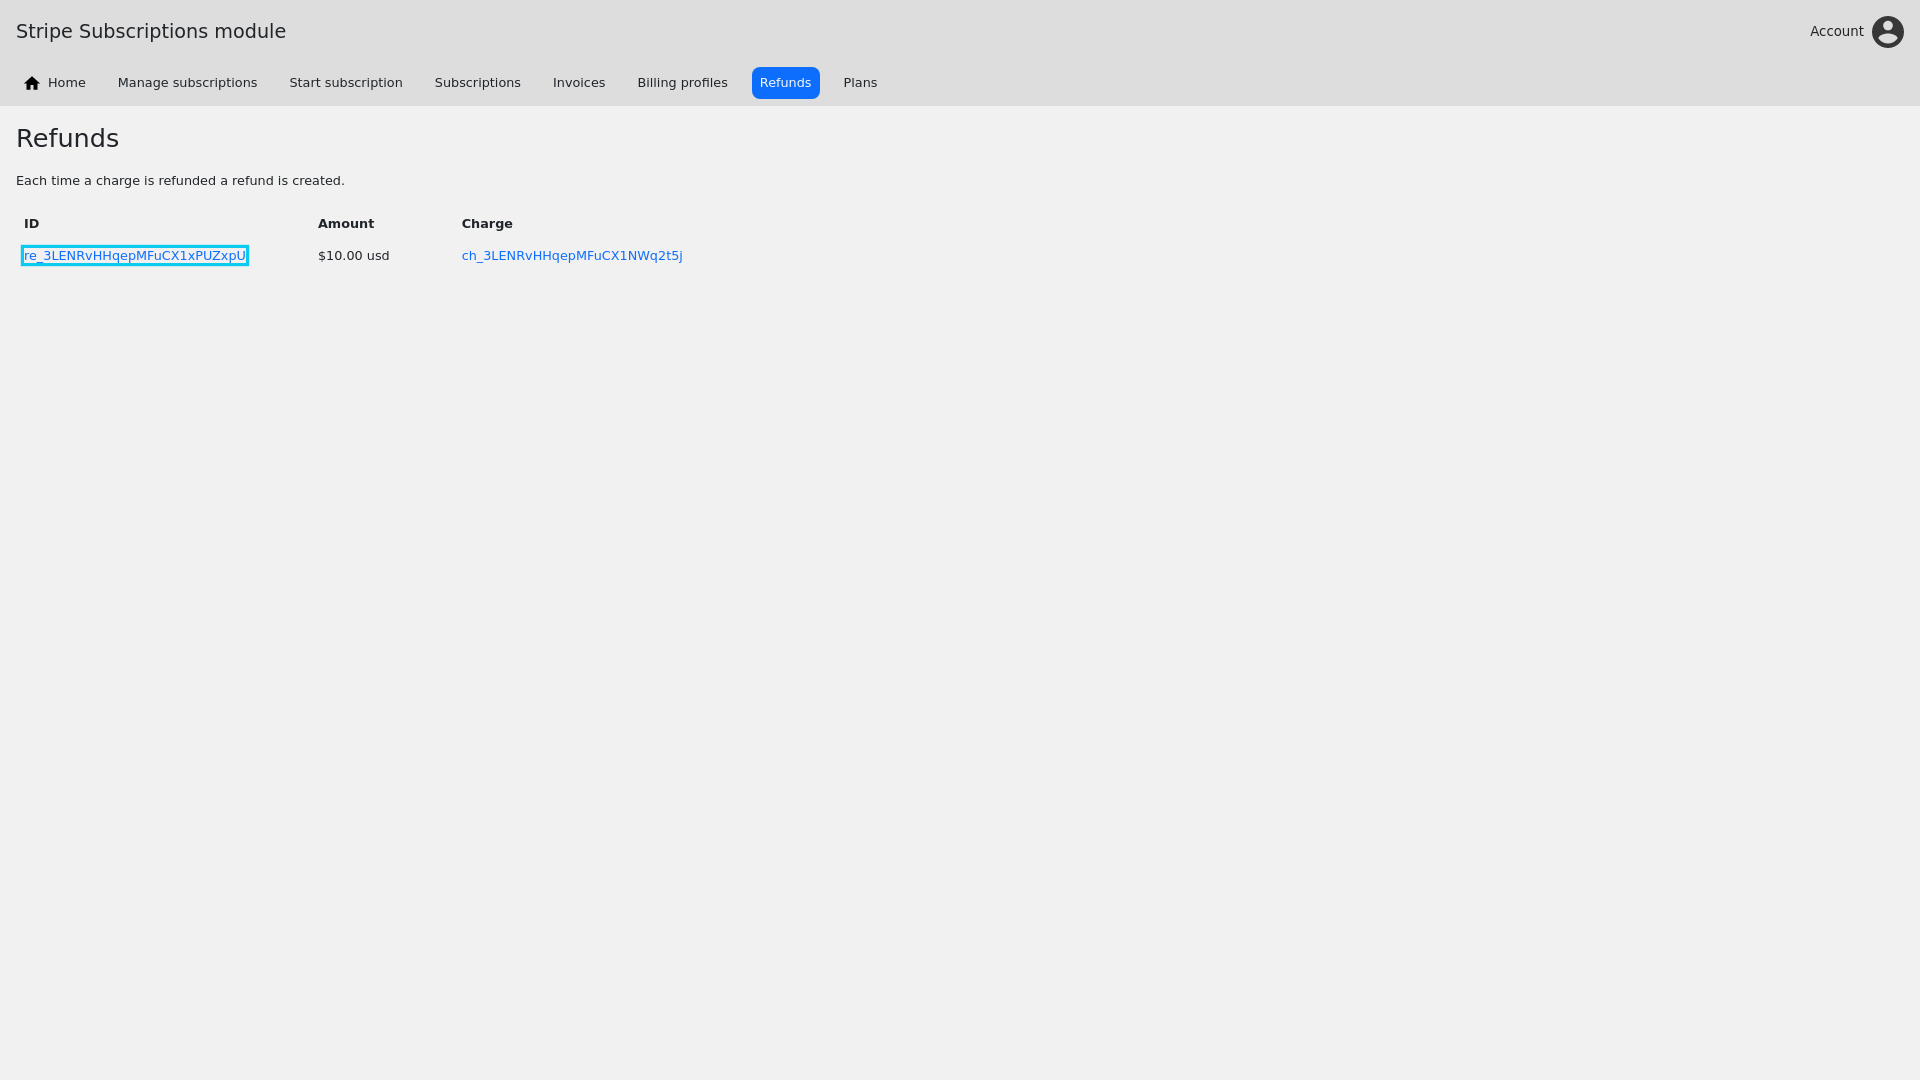 Stripe Subscriptions module
Account
Home Manage subscriptions Start subscription Subscriptions Invoices Billing profiles Refunds Plans
Refunds
Each time a charge is refunded a refund is created.
ID Amount Charge
re_3LENRvHHqepMFuCX1xPUZxpU $10.00 usd ch_3LENRvHHqepMFuCX1NWq2t5j